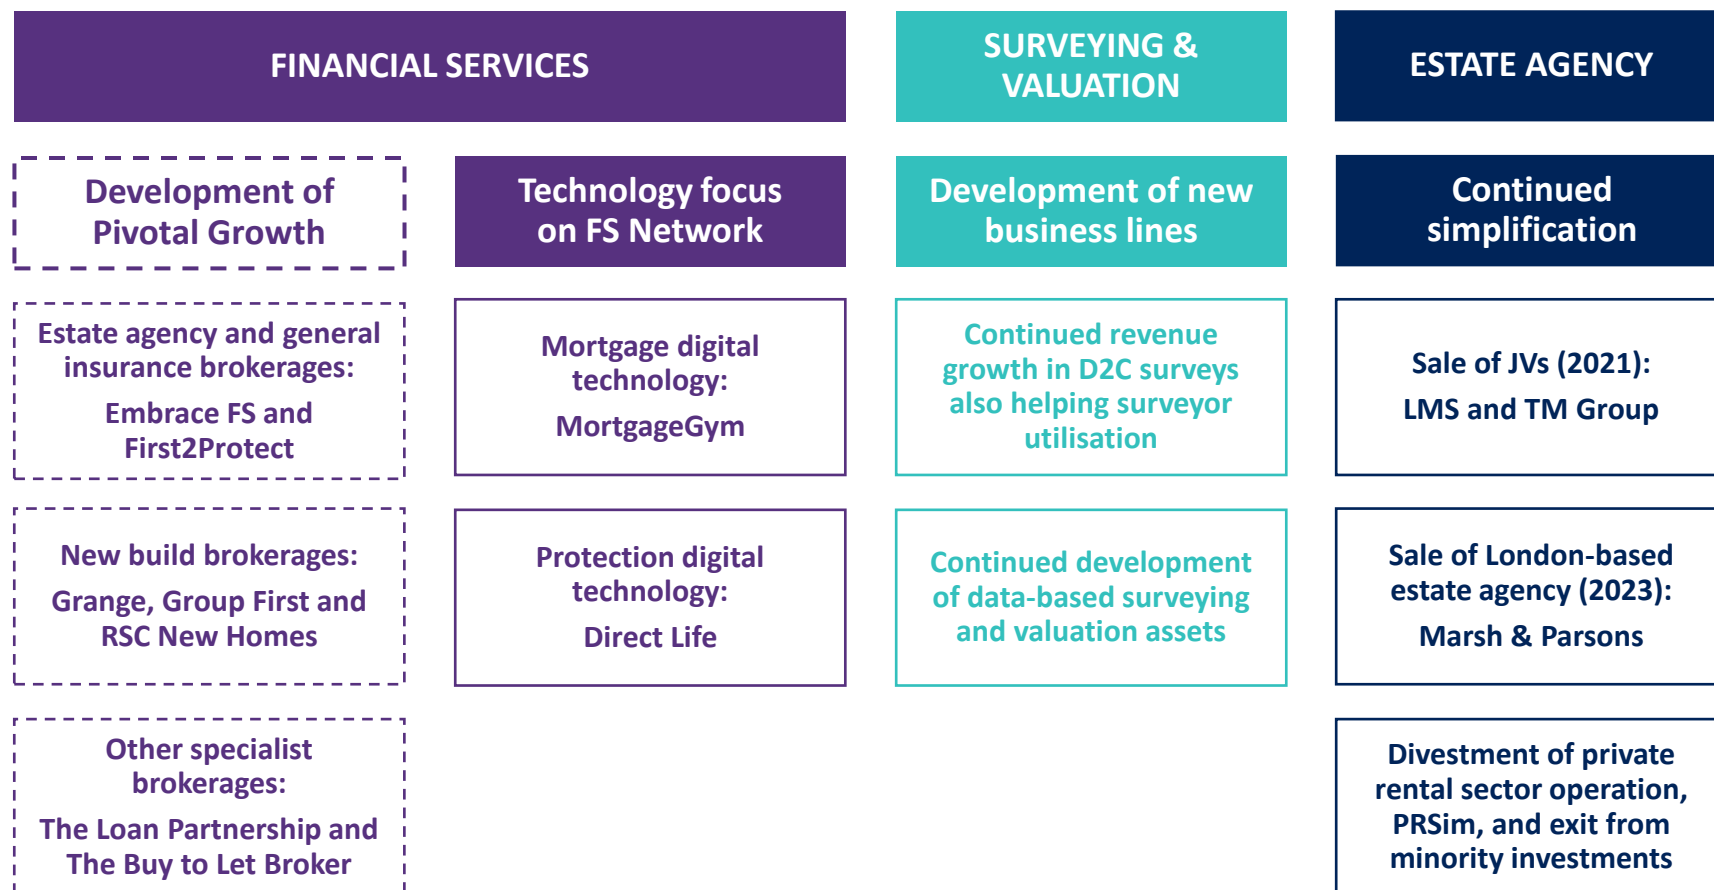 FINANCIAL SERVICES
SURVEYING &
VALUATION
ESTATE AGENCY
Development of
Pivotal Growth
Technology focus
on FS Network
Development of new
business lines
Continued
simplification
Estate agency and general
insurance brokerages:
Embrace FS and
First2Protect
Mortgage digital
technology:
MortgageGym
Continued revenue
growth in D2C surveys
also helping surveyor
utilisation
Sale of JVs (2021):
LMS and TM Group
New build brokerages:
Grange, Group First and
RSC New Homes
Protection digital
technology:
Direct Life
Continued development
of data-based surveying
and valuation assets
Sale of London-based
estate agency (2023):
Marsh & Parsons
Other specialist
brokerages:
The Loan Partnership and
The Buy to Let Broker
Divestment of private
rental sector operation,
PRSim, and exit from
minority investments